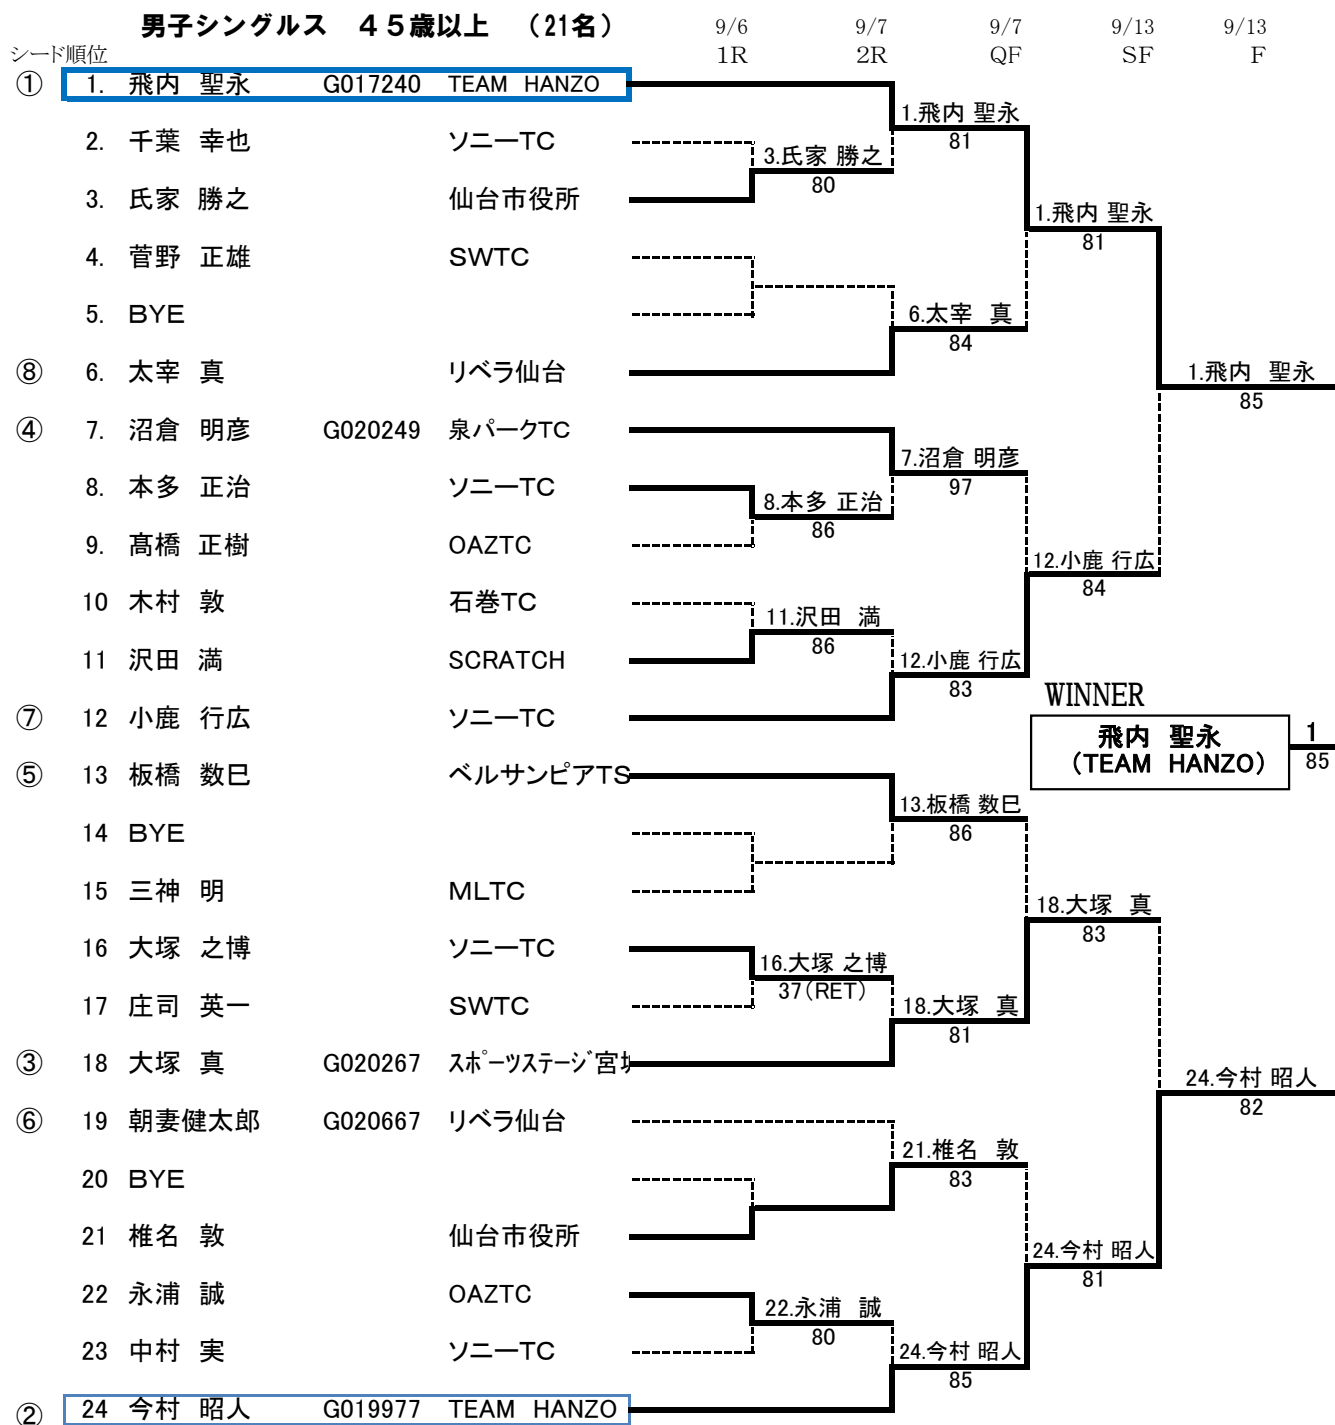 男子シングルス　４５歳以上　（21名） 9/6 9/7 9/7 9/13 9/13
シード順位 1R 2R QF SF F
① 1. 飛内　聖永 G017240 TEAM HANZO
1.飛内 聖永
81
2. 千葉　幸也 ソニーTC
3.氏家 勝之
80
3. 氏家　勝之 仙台市役所
1.飛内 聖永
81
4. 菅野　正雄 SWTC
5. BYE
6.太宰　真
84
⑧ 6. 太宰　真 リベラ仙台
1.飛内　聖永
85
④ 7. 沼倉　明彦 G020249 泉パークTC
7.沼倉 明彦
97
8. 本多　正治 ソニーTC
8.本多 正治
86
9. 髙橋　正樹 OAZTC
12.小鹿 行広
84
10 木村　敦 石巻TC
11.沢田　満
86
11 沢田　満 SCRATCH
12.小鹿 行広
83
WINNER
⑦ 12 小鹿　行広 ソニーTC
飛内　聖永
（TEAM HANZO）
1
85
⑤ 13 板橋　数巳 ベルサンピアTS
13.板橋 数巳
86
14 BYE
15 三神　明 MLTC
18.大塚　真
83
16 大塚　之博 ソニーTC
16.大塚 之博
37（RET）
17 庄司　英一 SWTC
18.大塚　真
81
③ 18 大塚　真 G020267 スポーツステージ宮
24.今村 昭人
82
⑥ 19 朝妻健太郎 G020667 リベラ仙台
21.椎名　敦
83
20 BYE
21 椎名　敦 仙台市役所
24.今村 昭人
81
22 永浦　誠 OAZTC
22.永浦　誠
80
23 中村　実 ソニーTC
24.今村 昭人
85
② 24 今村　昭人 G019977 TEAM HANZO